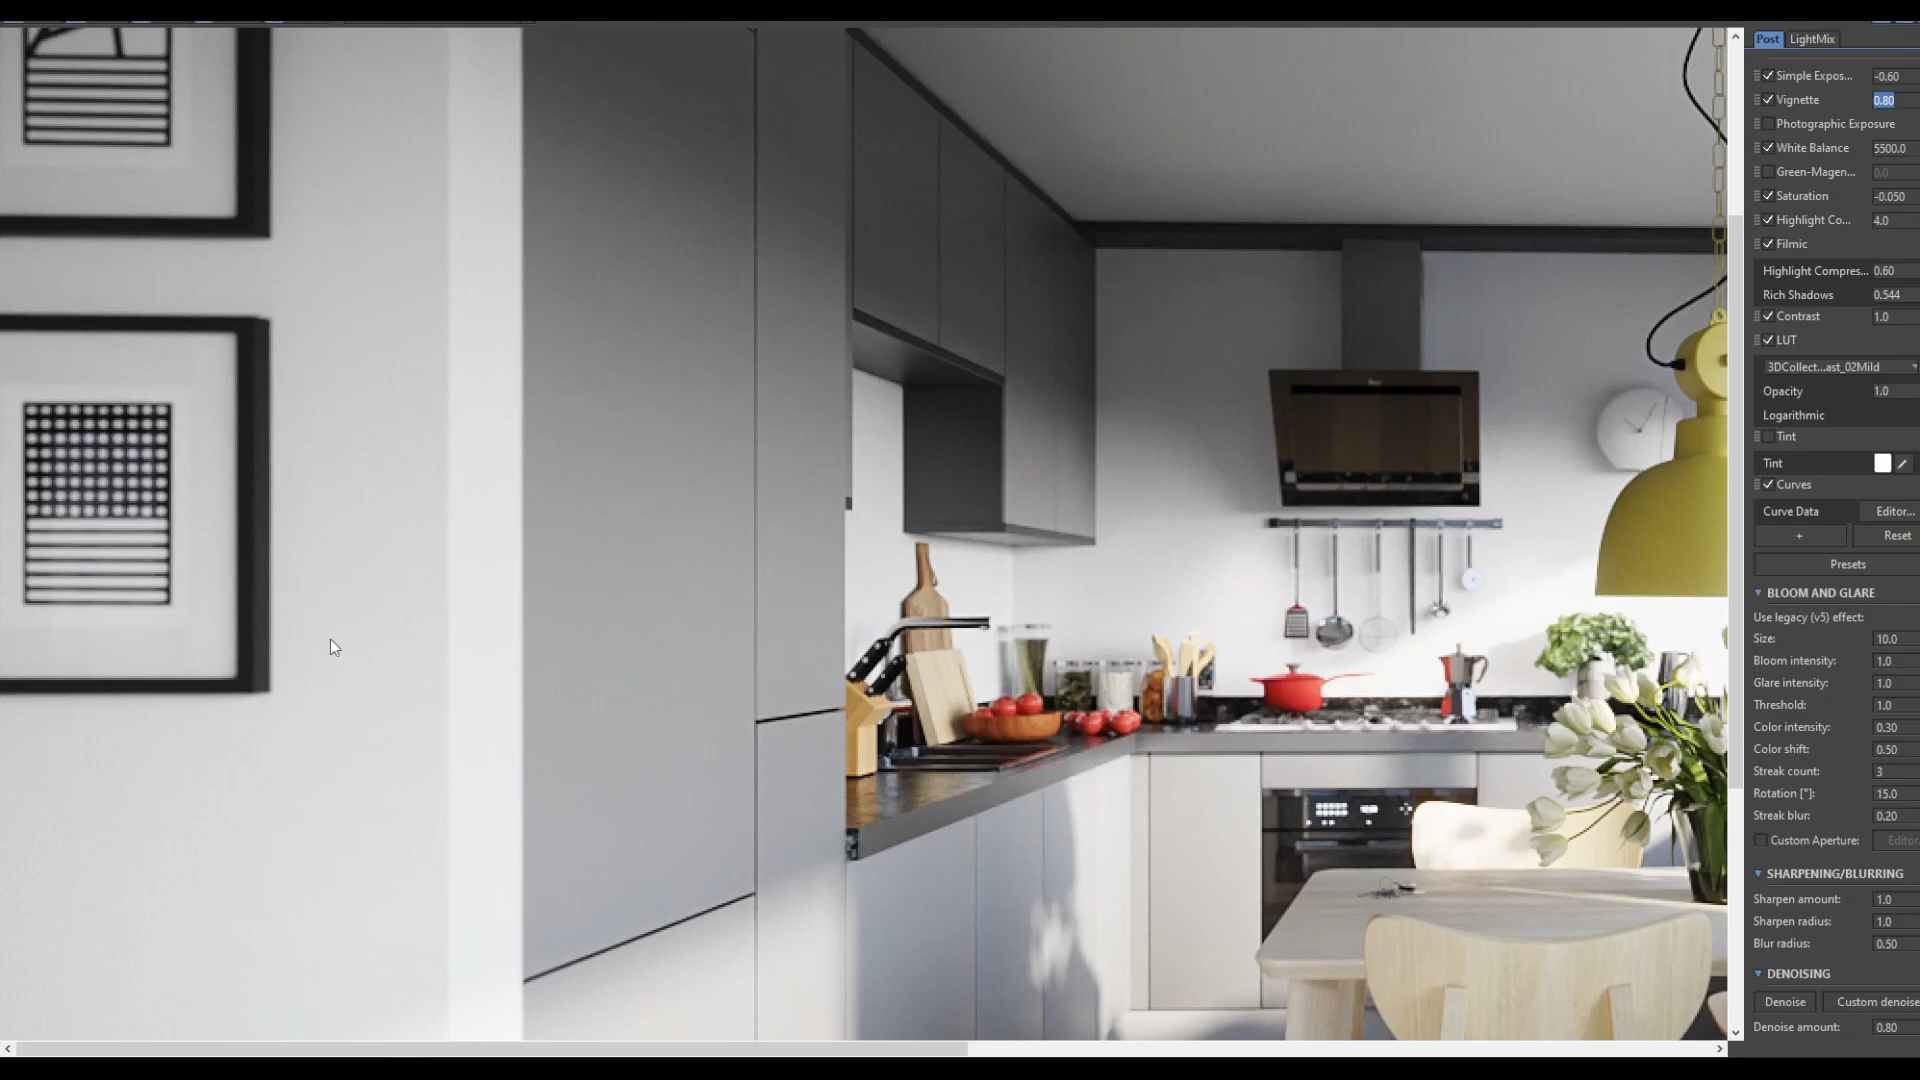 Post LightMix
Simple Expos... -0.60
Vignette 0.80
Photographic Exposure
White Balance 5500.0
Green-Magen... 0.0
Saturation -0.050
Highlight Co... 4.0
Filmic
Highlight Compres... 0.60
Rich Shadows 0.544
Contrast 1.0
LUT
3DCollect...ast_02Mild
Opacity 1.0
Logarithmic
Tint
Tint
Curves
Curve Data Editor...
+ Reset
Presets
BLOOM AND GLARE
Use legacy (v5) effect:
Size: 10.0
Bloom intensity: 1.0
Glare intensity: 1.0
Threshold: 1.0
Color intensity: 0.30
Color shift: 0.50
Streak count: 3
Rotation [°]: 15.0
Streak blur: 0.20
Custom Aperture: Editor
SHARPENING/BLURRING
Sharpen amount: 1.0
Sharpen radius: 1.0
Blur radius: 0.50
DENOISING
Denoise Custom denoise
Denoise amount: 0.80